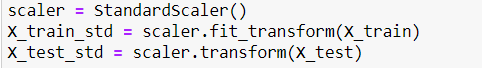 scaler = StandardScaler()
X_train_std = scaler.fit_transform(X_train)
X_test_std = scaler.transform(X_test)